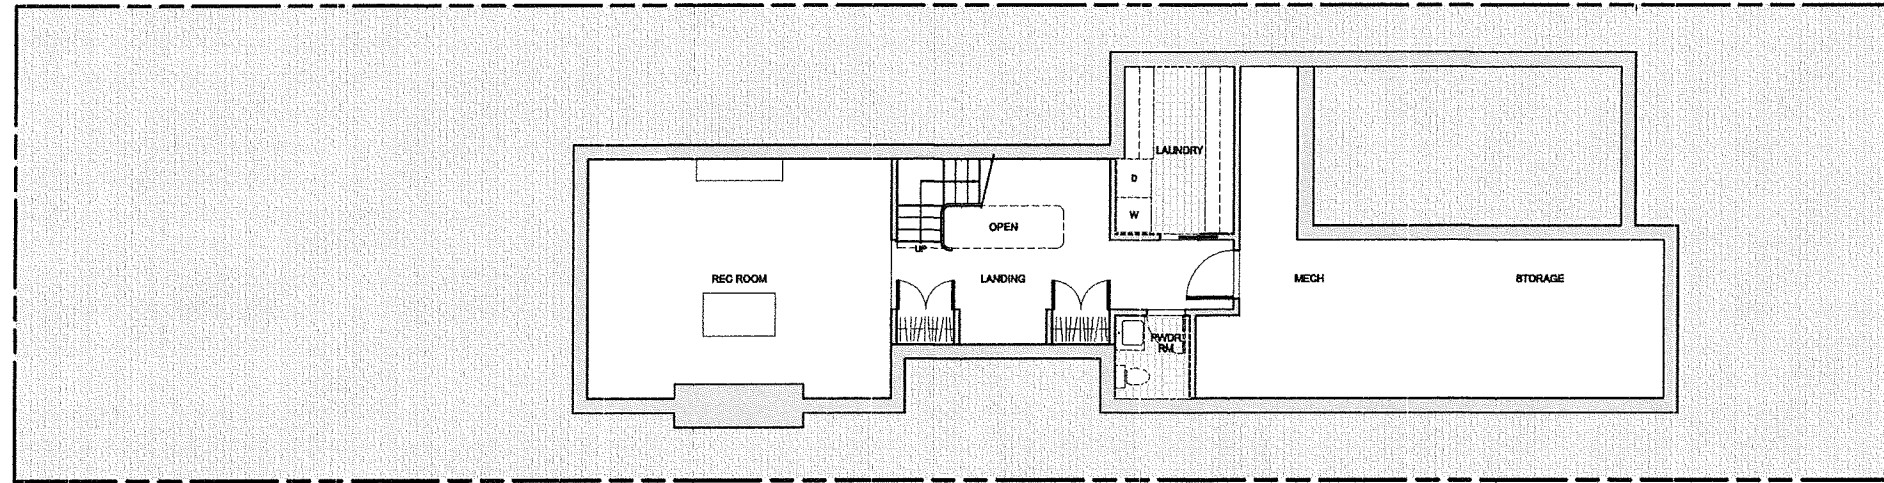 LAUNDRY
D
W
OPEN
UP
REC ROOM
LANDING
MECH
STORAGE
PWDR
RM